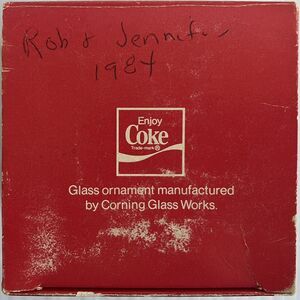 Rob & Jennifer
1984
Enjoy
Coke
Trade-mark ®
Glass ornament manufactured
by Corning Glass Works.